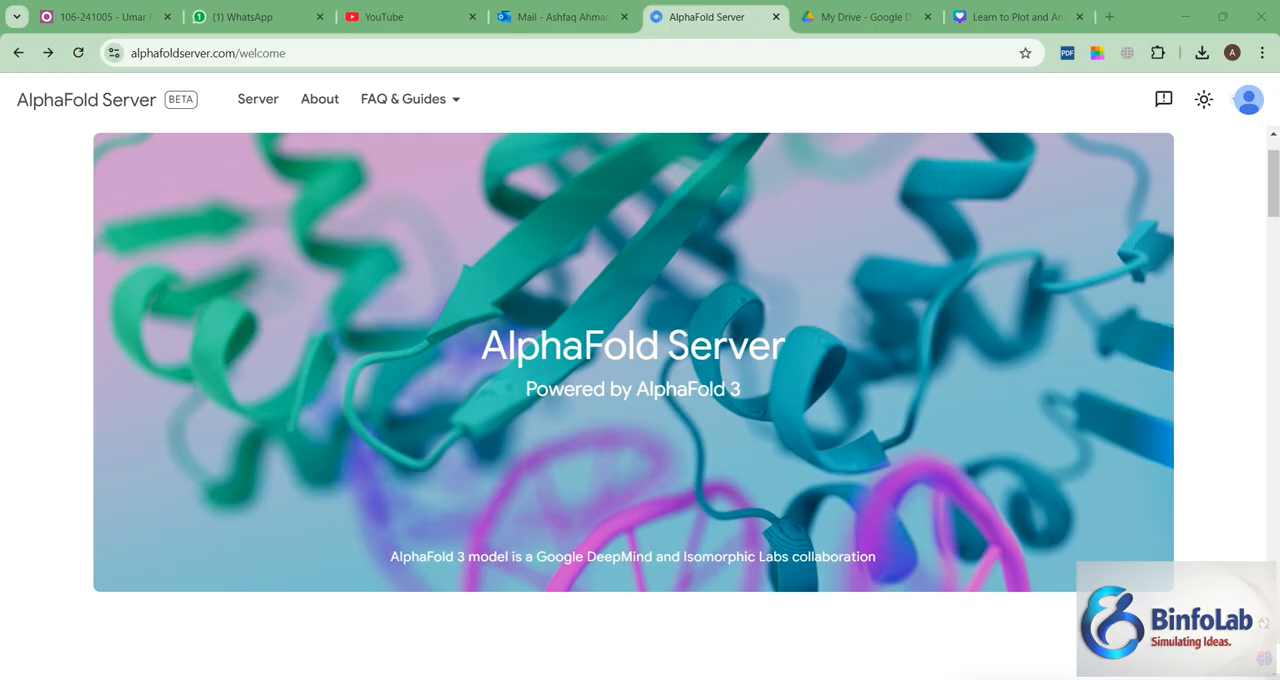 106-241005 - Umar
(1) WhatsApp
YouTube
Mail - Ashfaq Ahma
AlphaFold Server
My Drive - Google D
Learn to Plot and An
alphafoldserver.com/welcome
PDF
A
AlphaFold Server BETA
Server
About
FAQ & Guides
AlphaFold Server
Powered by AlphaFold 3
AlphaFold 3 model is a Google DeepMind and Isomorphic Labs collaboration
BinfoLab
Simulating Ideas.